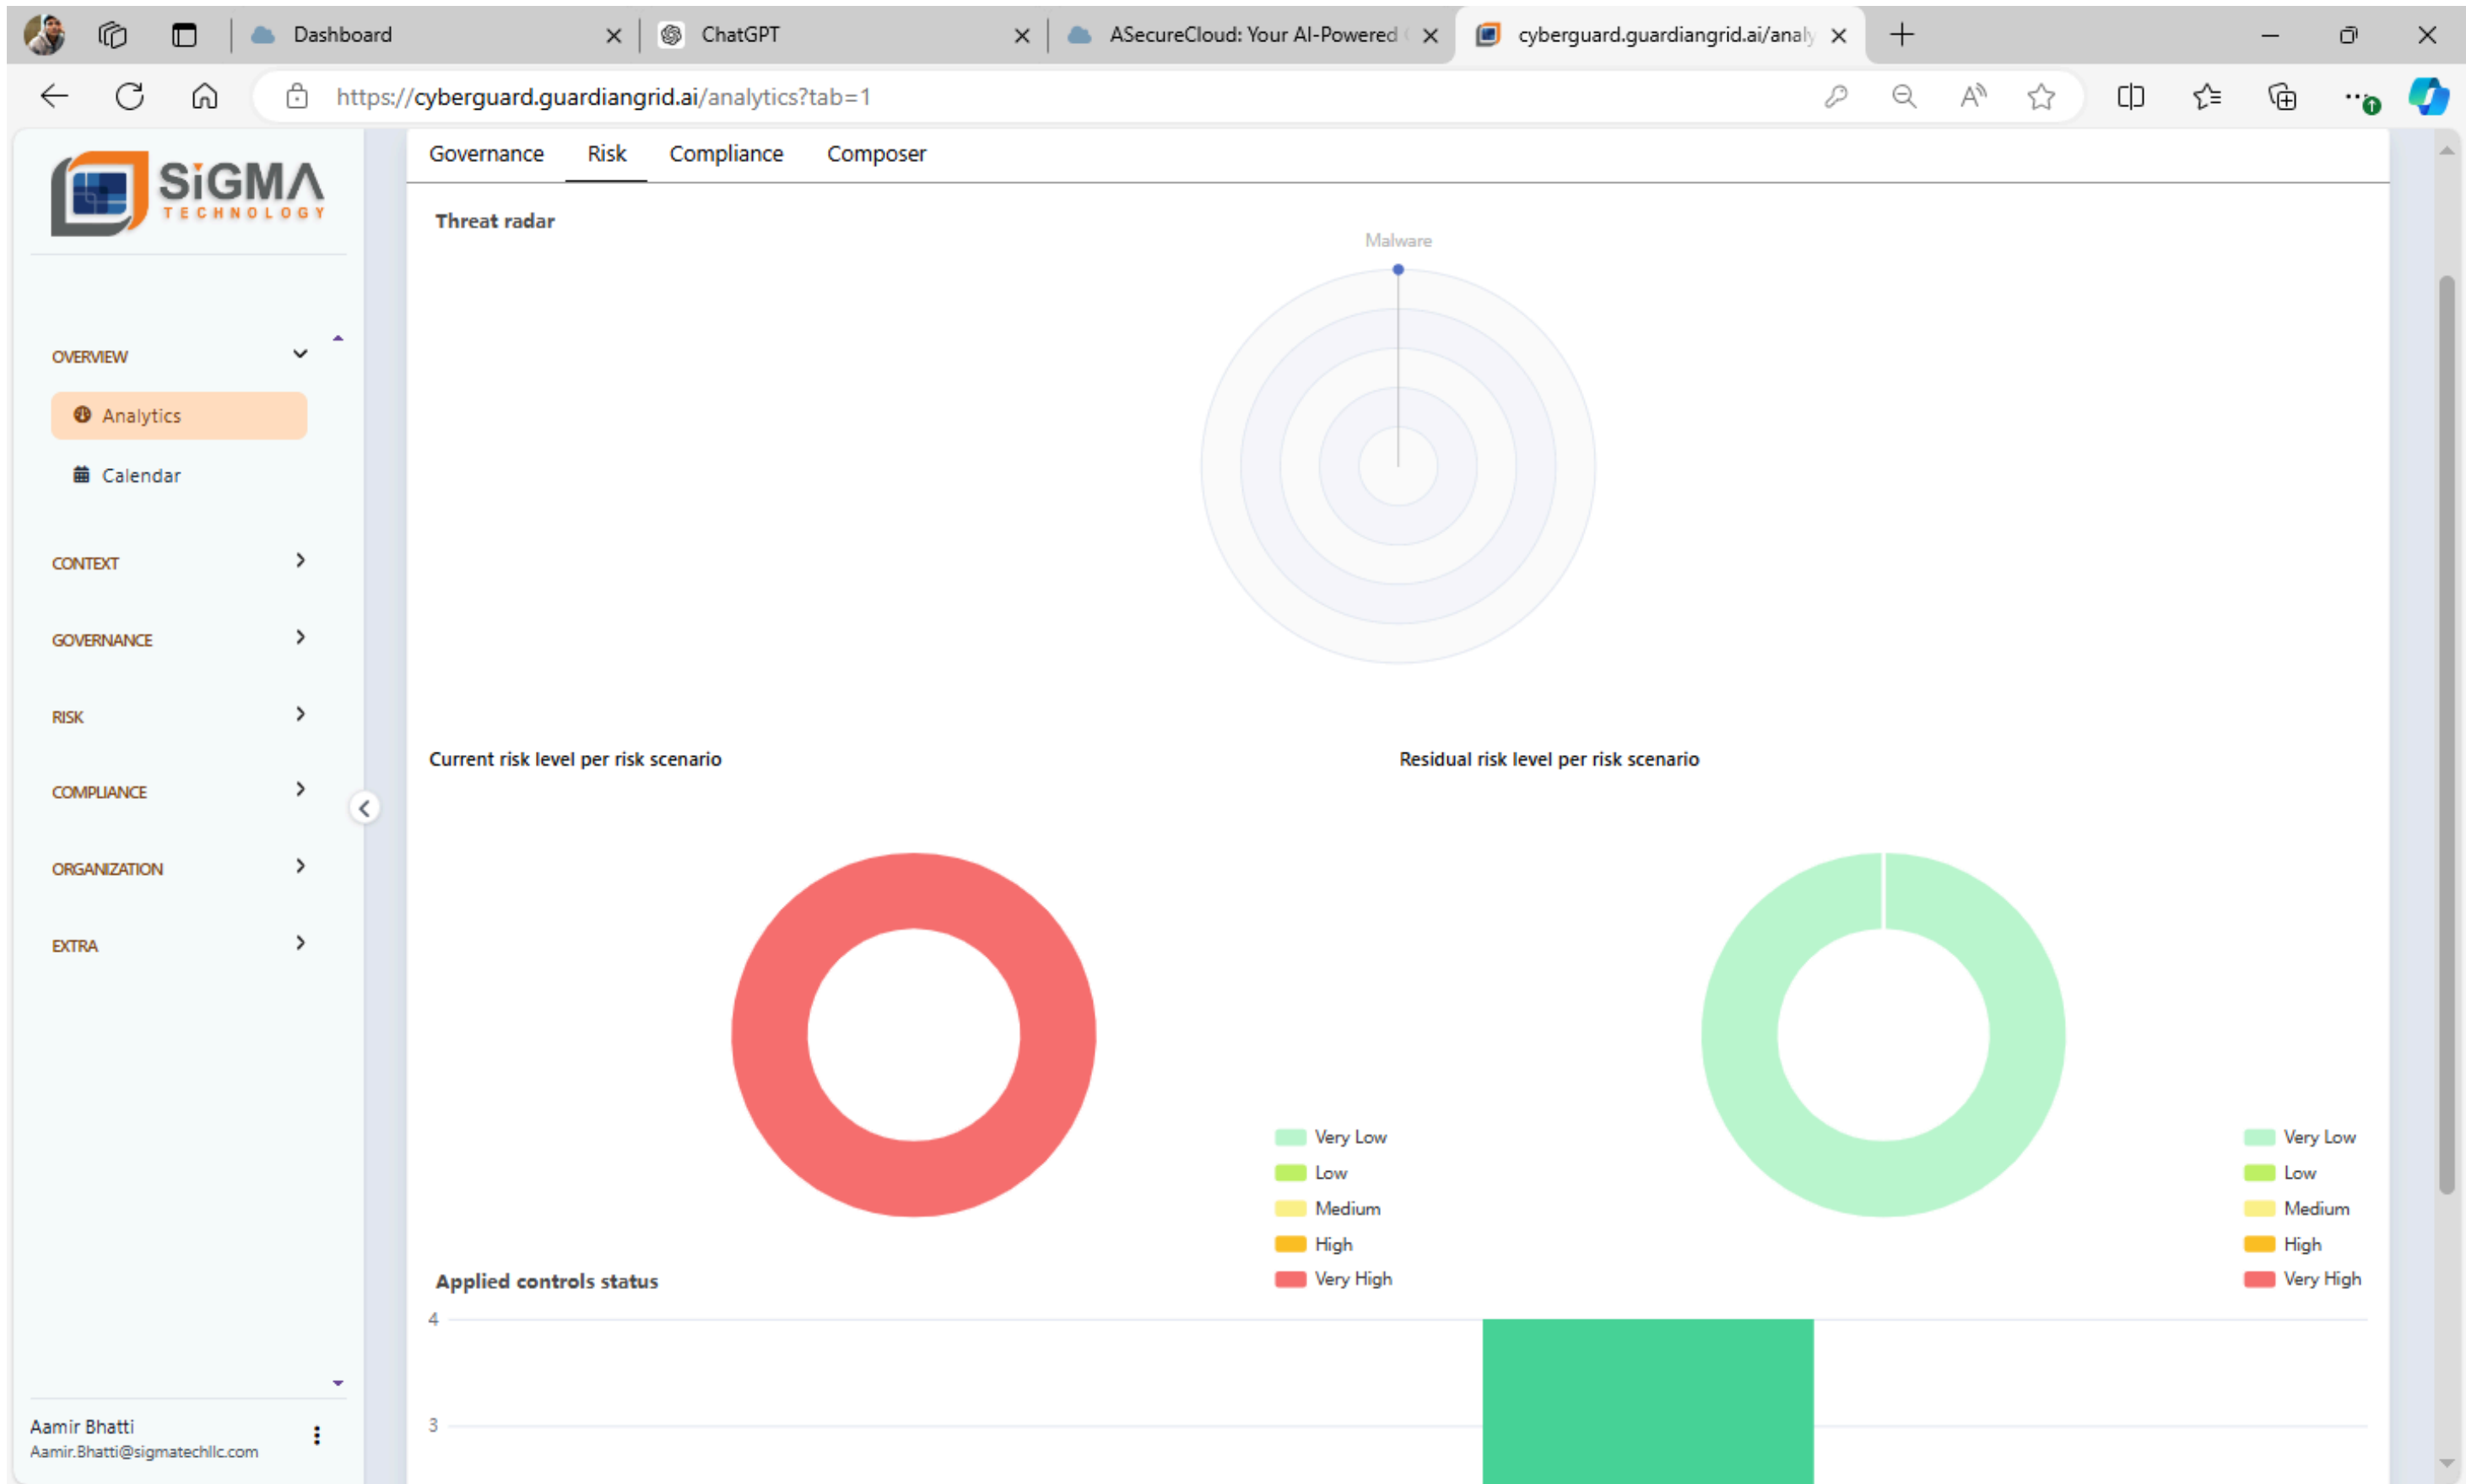 Dashboard
ChatGPT
ASecureCloud: Your AI-Powered
cyberguard.guardiangrid.ai/analy
https://cyberguard.guardiangrid.ai/analytics?tab=1
SiGMA
TECHNOLOGY
OVERVIEW
Analytics
Calendar
CONTEXT
GOVERNANCE
RISK
COMPLIANCE
ORGANIZATION
EXTRA
Aamir Bhatti
Aamir.Bhatti@sigmatechllc.com
Governance Risk Compliance Composer
Threat radar
Malware
Current risk level per risk scenario
Very Low
Low
Medium
High
Very High
Residual risk level per risk scenario
Very Low
Low
Medium
High
Very High
Applied controls status
4
3